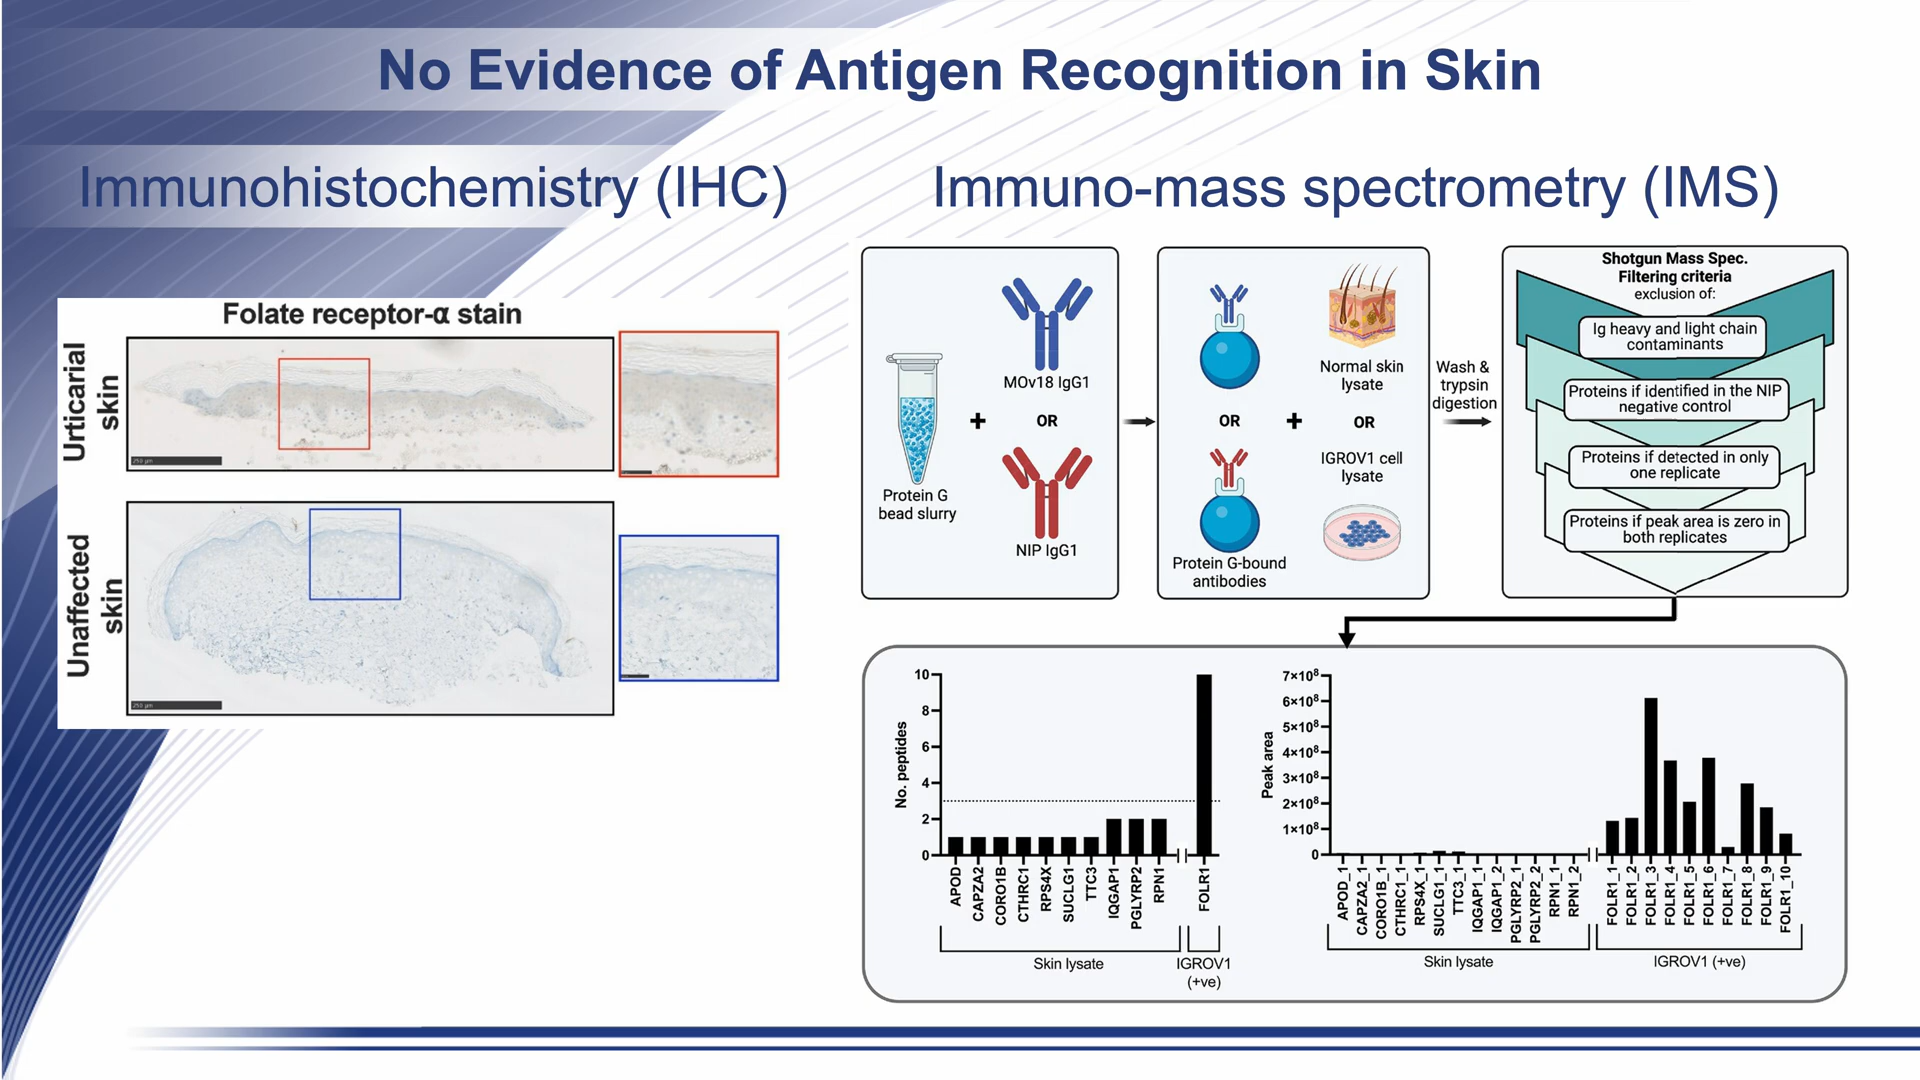 No Evidence of Antigen Recognition in Skin
Immunohistochemistry (IHC)
Folate receptor-α stain
Urticarial
skin
250 µm
Unaffected
skin
250 µm
Immuno-mass spectrometry (IMS)
Protein G
bead slurry
+
MOv18 IgG1
OR
NIP IgG1
OR
Protein G-bound
antibodies
+
Normal skin
lysate
OR
IGROV1 cell
lysate
Wash &
trypsin
digestion
Shotgun Mass Spec.
Filtering criteria
exclusion of:
Ig heavy and light chain
contaminants
Proteins if identified in the NIP
negative control
Proteins if detected in only
one replicate
Proteins if peak area is zero in
both replicates
No. peptides
10
8
6
4
2
0
APOD
CAPZA2
CORO1B
CTHRC1
RPS4X
SUCLG1
TTC3
IQGAP1
PGLYRP2
RPN1
FOLR1
Skin lysate
IGROV1
(+ve)
Peak area
7×10⁸
6×10⁸
5×10⁸
4×10⁸
3×10⁸
2×10⁸
1×10⁸
0
APOD_1
CAPZA2_1
CORO1B_1
CTHRC1_1
RPS4X_1
SUCLG1_1
TTC3_1
IQGAP1_1
IQGAP1_2
PGLYRP2_1
PGLYRP2_2
RPN1_1
RPN1_2
FOLR1_1
FOLR1_2
FOLR1_3
FOLR1_4
FOLR1_5
FOLR1_6
FOLR1_7
FOLR1_8
FOLR1_9
FOLR1_10
Skin lysate
IGROV1 (+ve)